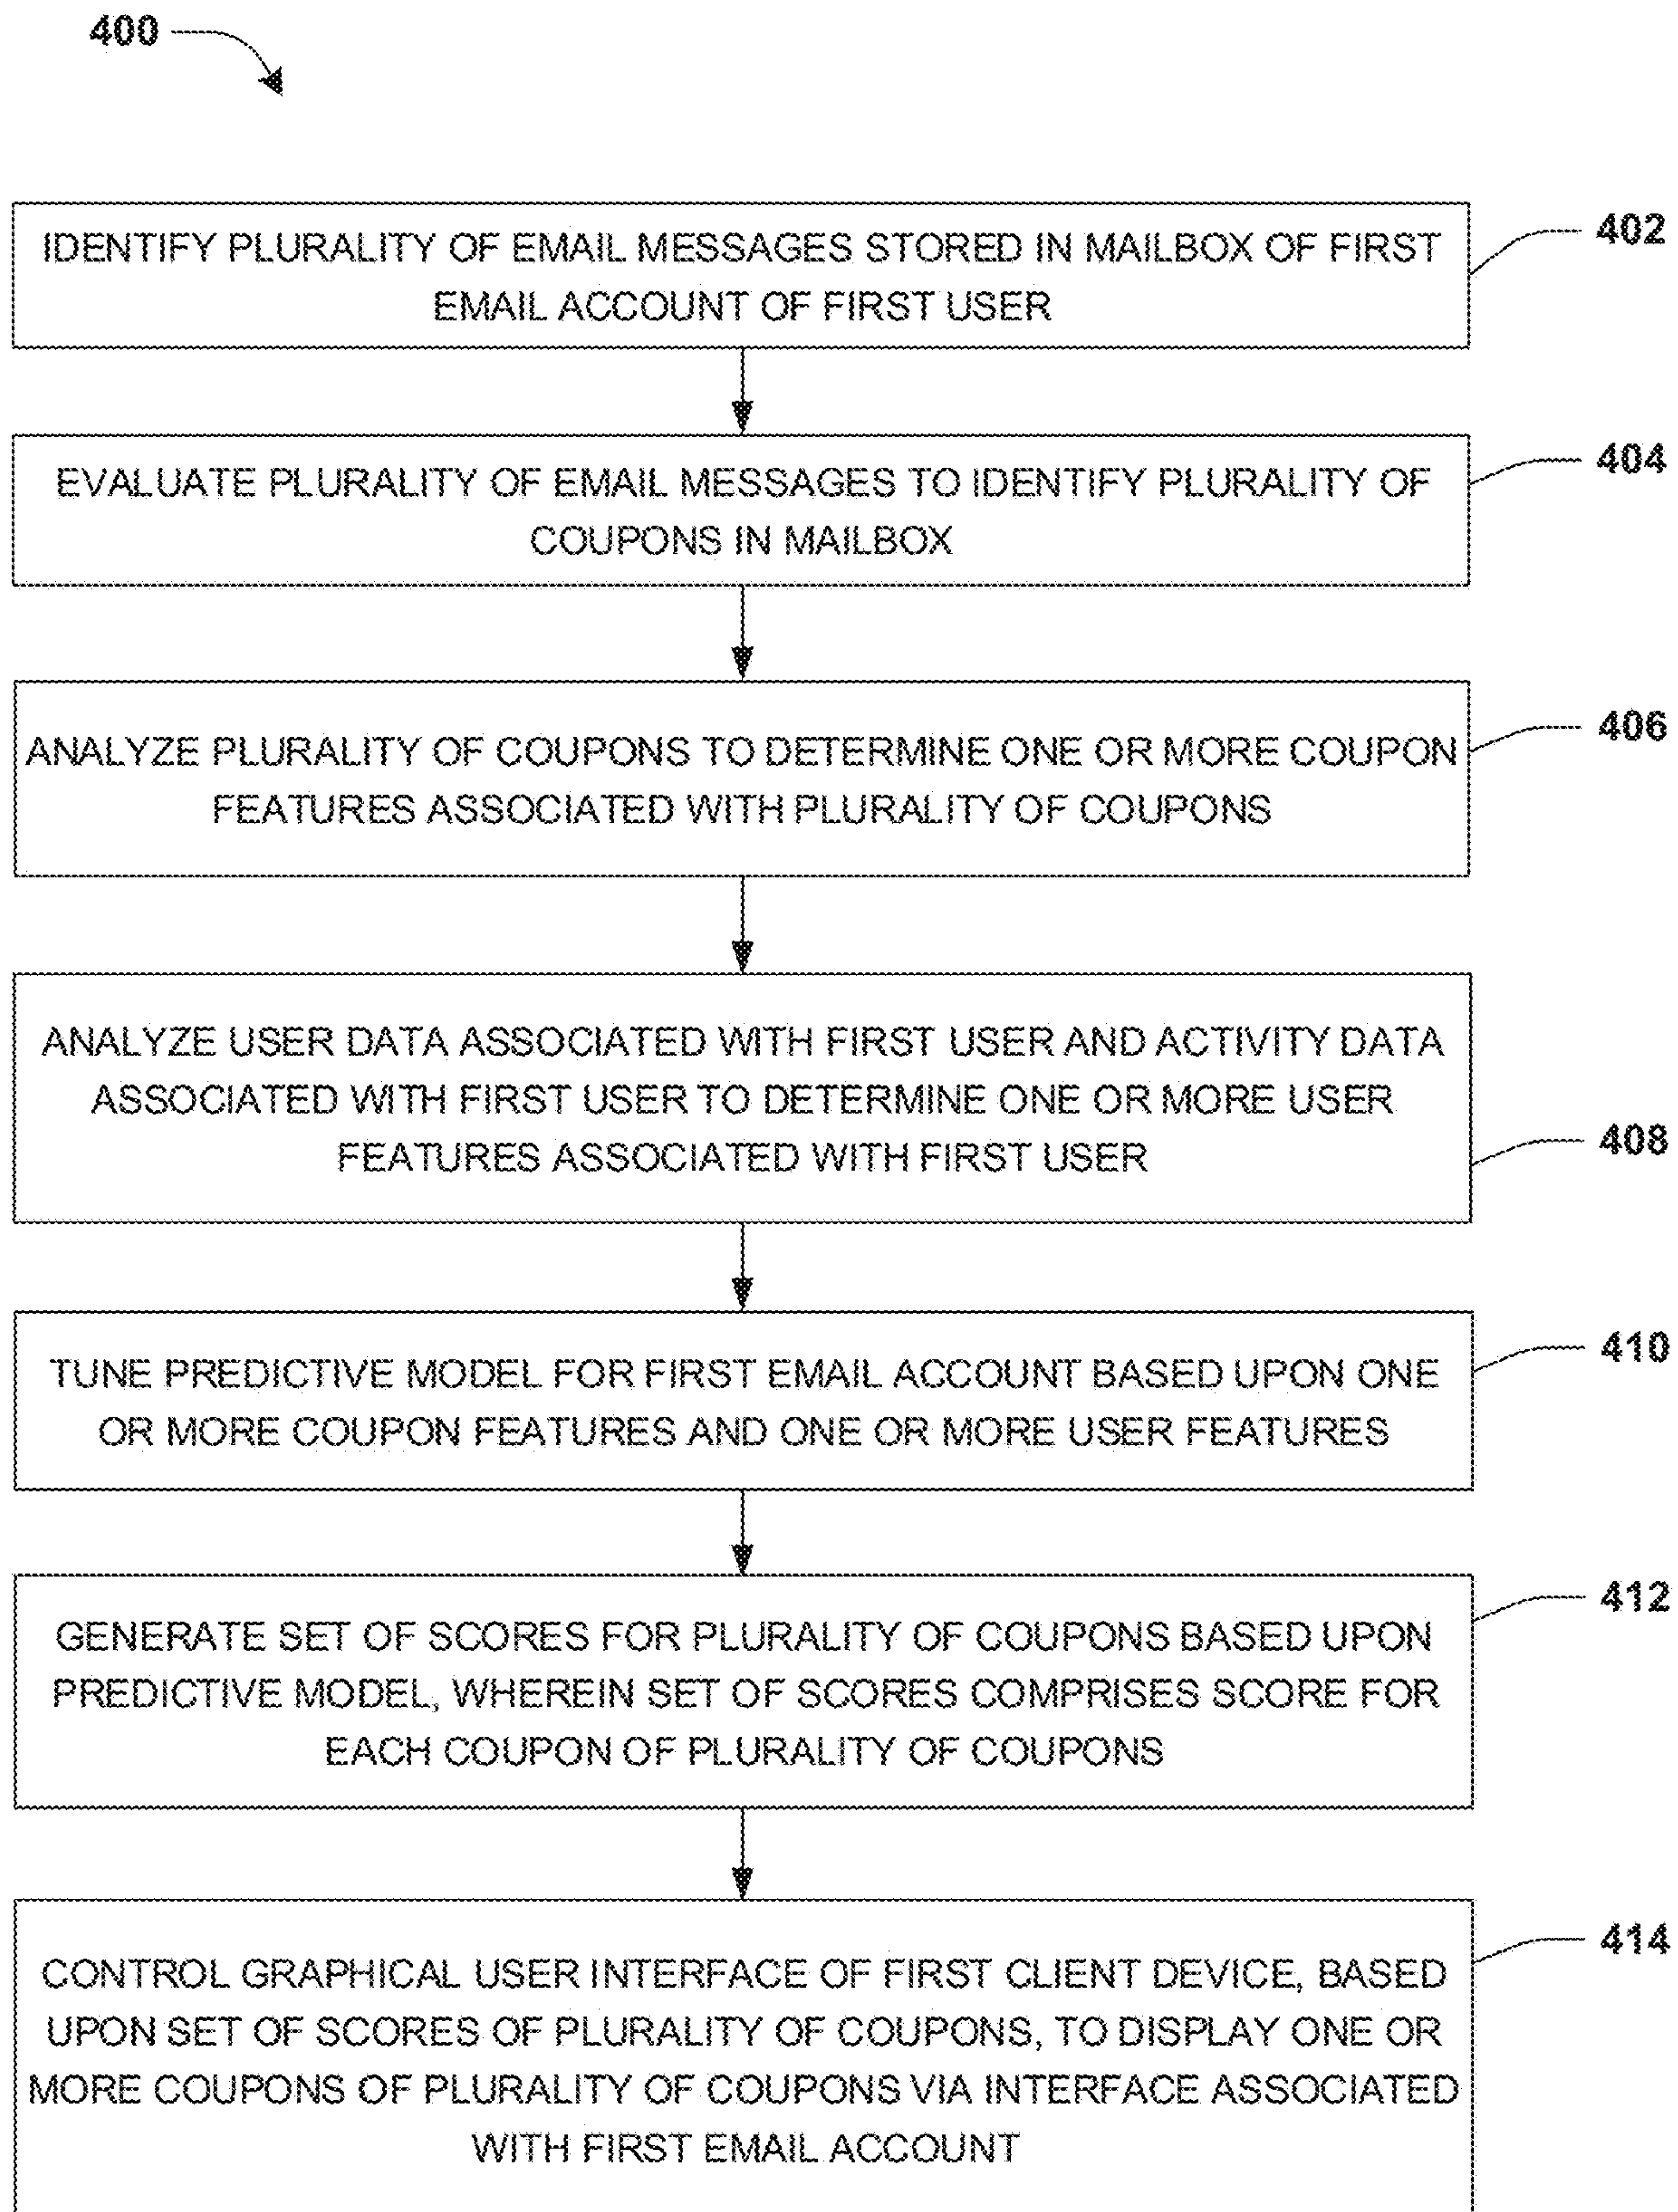 400
IDENTIFY PLURALITY OF EMAIL MESSAGES STORED IN MAILBOX OF FIRST
EMAIL ACCOUNT OF FIRST USER
402
EVALUATE PLURALITY OF EMAIL MESSAGES TO IDENTIFY PLURALITY OF
COUPONS IN MAILBOX
404
ANALYZE PLURALITY OF COUPONS TO DETERMINE ONE OR MORE COUPON
FEATURES ASSOCIATED WITH PLURALITY OF COUPONS
406
ANALYZE USER DATA ASSOCIATED WITH FIRST USER AND ACTIVITY DATA
ASSOCIATED WITH FIRST USER TO DETERMINE ONE OR MORE USER
FEATURES ASSOCIATED WITH FIRST USER
408
TUNE PREDICTIVE MODEL FOR FIRST EMAIL ACCOUNT BASED UPON ONE
OR MORE COUPON FEATURES AND ONE OR MORE USER FEATURES
410
GENERATE SET OF SCORES FOR PLURALITY OF COUPONS BASED UPON
PREDICTIVE MODEL, WHEREIN SET OF SCORES COMPRISES SCORE FOR
EACH COUPON OF PLURALITY OF COUPONS
412
CONTROL GRAPHICAL USER INTERFACE OF FIRST CLIENT DEVICE, BASED
UPON SET OF SCORES OF PLURALITY OF COUPONS, TO DISPLAY ONE OR
MORE COUPONS OF PLURALITY OF COUPONS VIA INTERFACE ASSOCIATED
WITH FIRST EMAIL ACCOUNT
414